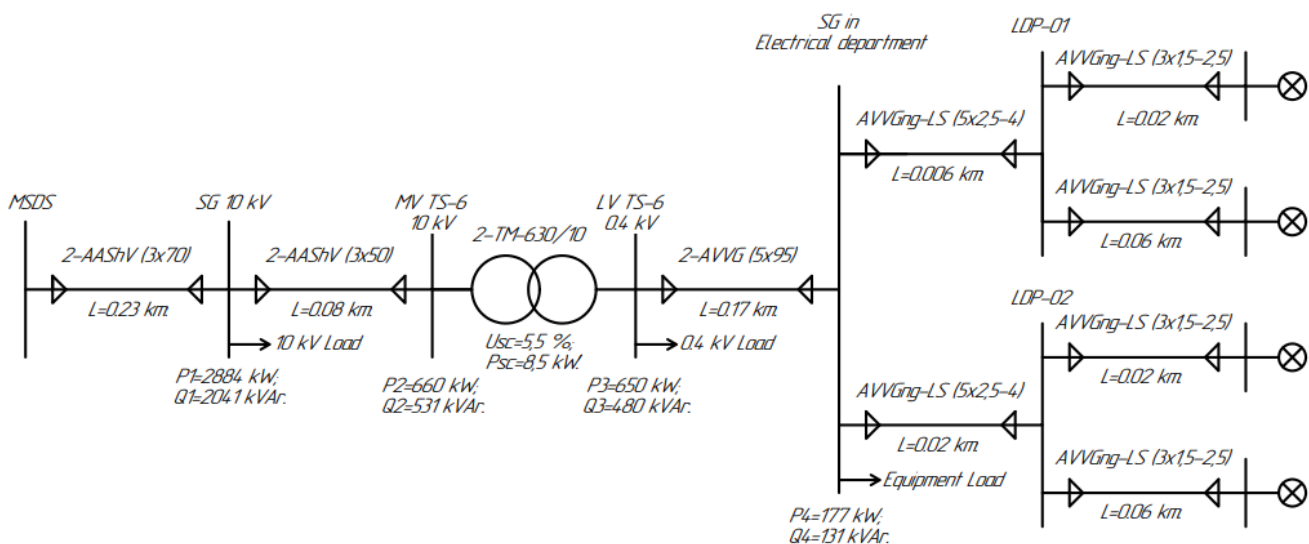 SG in
Electrical department
LDP-01
AVVGng-LS (3x1,5-2,5)
L=0.02 km.
AVVGng-LS (5x2,5-4)
L=0.006 km.
AVVGng-LS (3x1,5-2,5)
L=0.06 km.
MSDS
SG 10 kV
MV TS-6
10 kV
LV TS-6
0.4 kV
2-AAShV (3x70)
L=0.23 km.
2-AAShV (3x50)
L=0.08 km.
2-TM-630/10
Usc=5,5 %;
Psc=8,5 kW.
2-AVVG (5x95)
L=0.17 km.
10 kV Load
0.4 kV Load
P1=2884 kW;
Q1=2041 kVAr.
P2=660 kW;
Q2=531 kVAr.
P3=650 kW;
Q3=480 kVAr.
LDP-02
AVVGng-LS (3x1,5-2,5)
L=0.02 km.
AVVGng-LS (5x2,5-4)
L=0.02 km.
AVVGng-LS (3x1,5-2,5)
L=0.06 km.
Equipment Load
P4=177 kW;
Q4=131 kVAr.